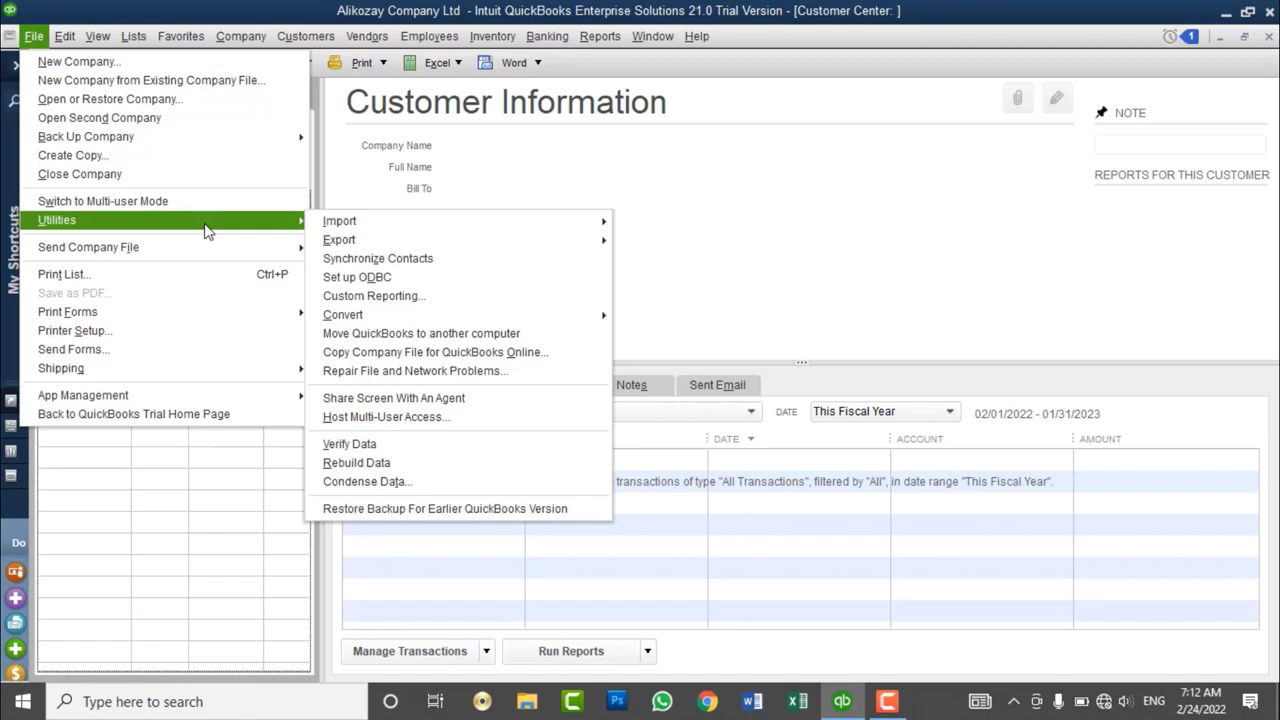 Alikozay Company Ltd - Intuit QuickBooks Enterprise Solutions 21.0 Trial Version - [Customer Center: ]
File Edit View Lists Favorites Company Customers Vendors Employees Inventory Banking Reports Window Help
1
Print Excel Word
New Company...
New Company from Existing Company File...
Open or Restore Company...
Open Second Company
Back Up Company
Create Copy...
Close Company
Switch to Multi-user Mode
Utilities
Send Company File
Print List... Ctrl+P
Save as PDF...
Print Forms
Printer Setup...
Send Forms...
Shipping
App Management
Back to QuickBooks Trial Home Page
My Shortcuts
Do
Import
Export
Synchronize Contacts
Set up ODBC
Custom Reporting...
Convert
Move QuickBooks to another computer
Copy Company File for QuickBooks Online...
Repair File and Network Problems...
Share Screen With An Agent
Host Multi-User Access...
Verify Data
Rebuild Data
Condense Data...
Restore Backup For Earlier QuickBooks Version
Customer Information
Company Name
Full Name
Bill To
NOTE
REPORTS FOR THIS CUSTOMER
Notes Sent Email
DATE This Fiscal Year 02/01/2022 - 01/31/2023
DATE ACCOUNT AMOUNT
transactions of type "All Transactions", filtered by "All", in date range "This Fiscal Year".
Manage Transactions Run Reports
Type here to search
ENG
7:12 AM
2/24/2022